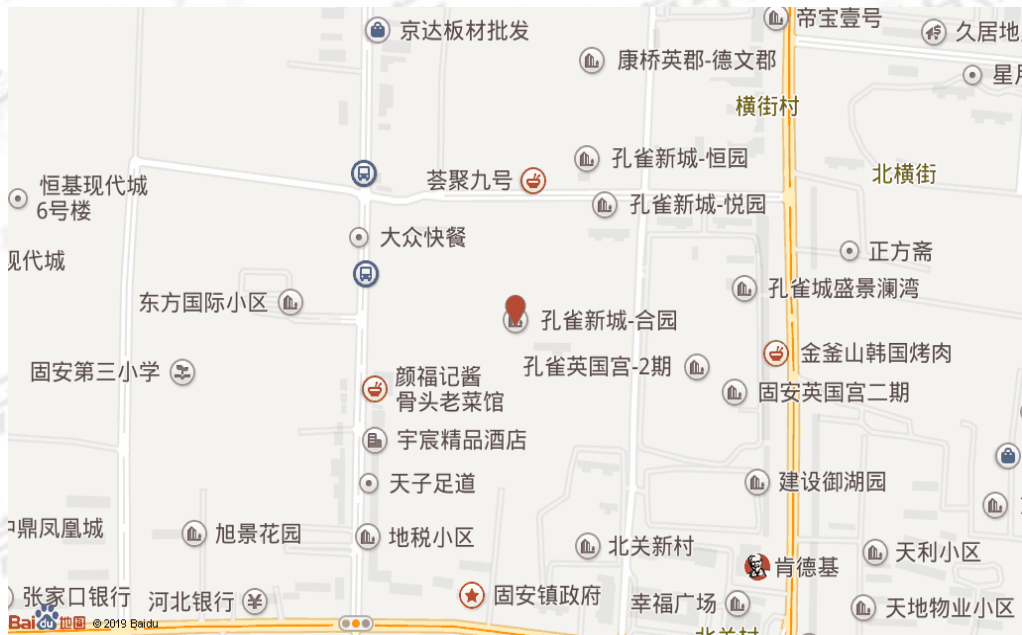 京达板材批发
帝宝壹号
久居地
康桥英郡-德文郡
横街村
孔雀新城-恒园
北横街
荟聚九号
恒基现代城
6号楼
孔雀新城-悦园
大众快餐
正方斋
现代城
孔雀城盛景澜湾
东方国际小区
孔雀新城-合园
金釜山韩国烤肉
孔雀英国宫-2期
固安第三小学
颜福记酱
骨头老菜馆
固安英国宫二期
宇宸精品酒店
天子足道
建设御湖园
中鼎凤凰城
旭景花园
地税小区
北关新村
天利小区
肯德基
张家口银行
河北银行
固安镇政府
幸福广场
天地物业小区
Bai du 地图 © 2019 Baidu
北关村